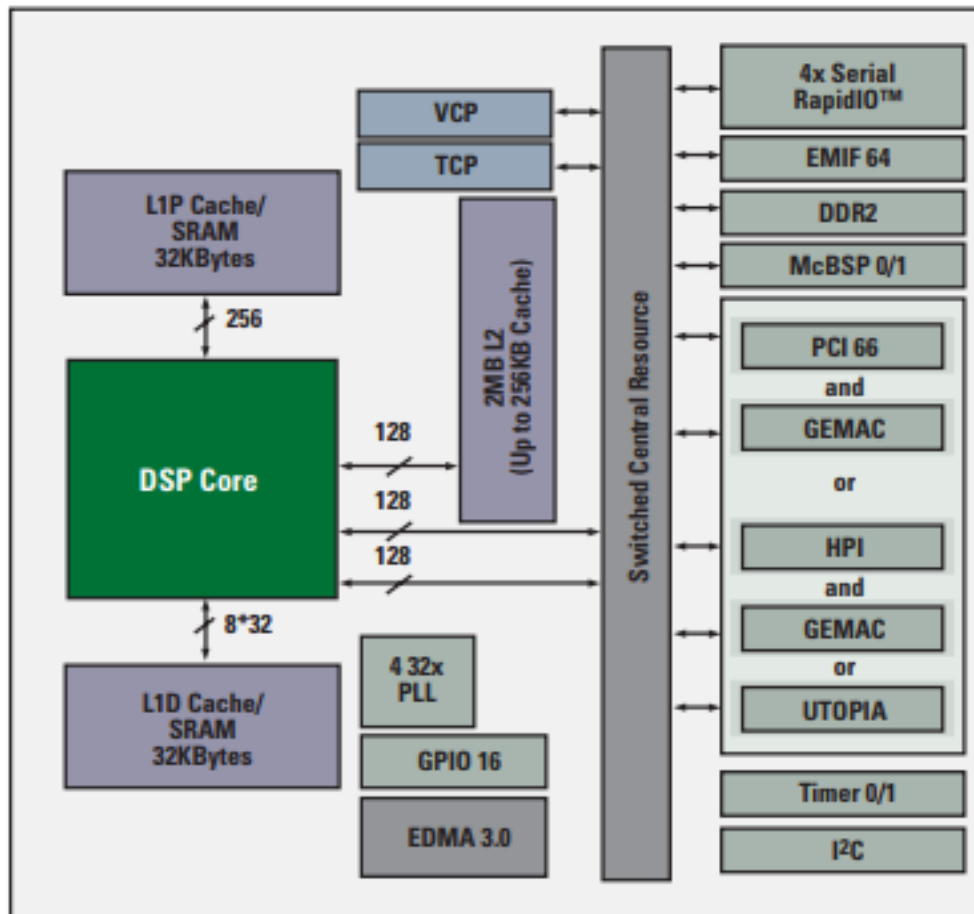 VCP
TCP
L1P Cache/
SRAM
32KBytes
256
DSP Core
8*32
L1D Cache/
SRAM
32KBytes
128
128
128
2MB L2
(Up to 256KB Cache)
4 32x
PLL
GPIO 16
EDMA 3.0
Switched Central Resource
4x Serial
RapidIO™
EMIF 64
DDR2
McBSP 0/1
PCI 66
and
GEMAC
or
HPI
and
GEMAC
or
UTOPIA
Timer 0/1
I²C